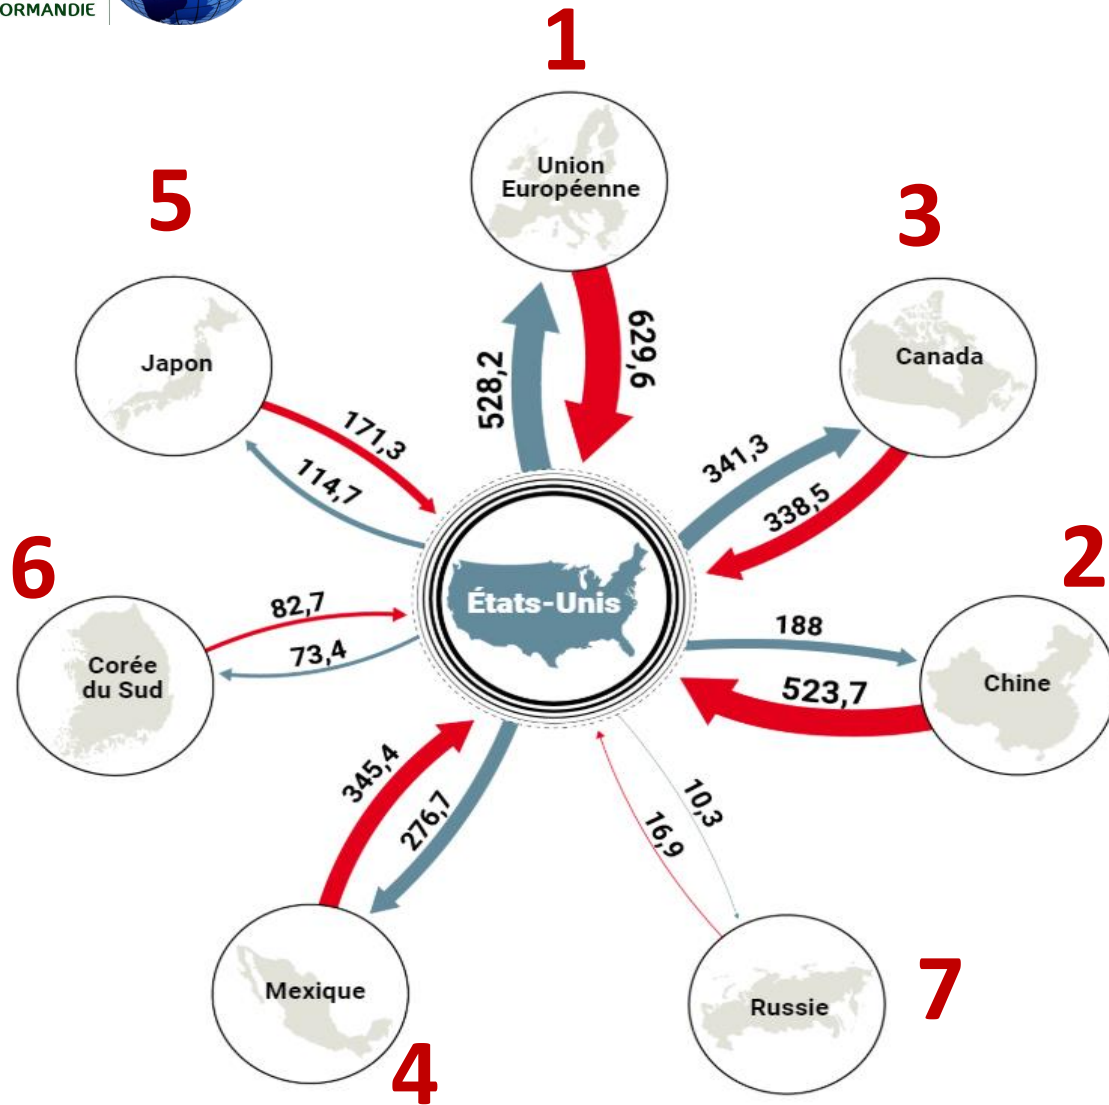 ORMANDIE
1
Union
Européenne
5
3
Japon
Canada
528,2
629,6
171,3
114,7
341,3
338,5
6
2
États-Unis
Corée
du Sud
82,7
73,4
188
523,7
Chine
345,4
276,7
10,3
16,9
Mexique
4
Russie
7